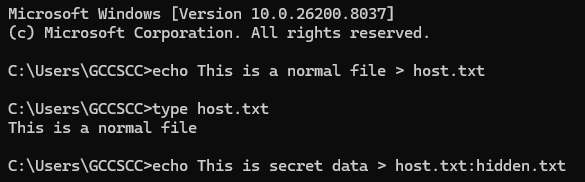 Microsoft Windows [Version 10.0.26200.8037]
(c) Microsoft Corporation. All rights reserved.
C:\Users\GCCSCC>echo This is a normal file > host.txt
C:\Users\GCCSCC>type host.txt
This is a normal file
C:\Users\GCCSCC>echo This is secret data > host.txt:hidden.txt